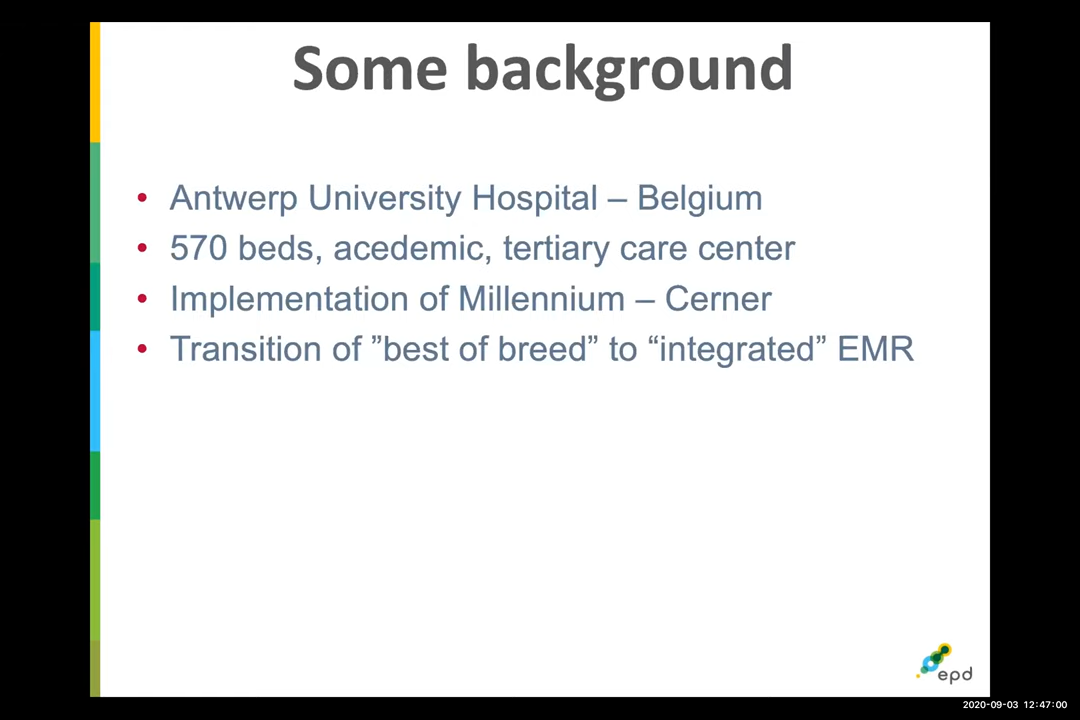 Some background
• Antwerp University Hospital – Belgium
• 570 beds, acedemic, tertiary care center
• Implementation of Millennium – Cerner
• Transition of ”best of breed” to “integrated” EMR
epd
2020-09-03 12:47:00